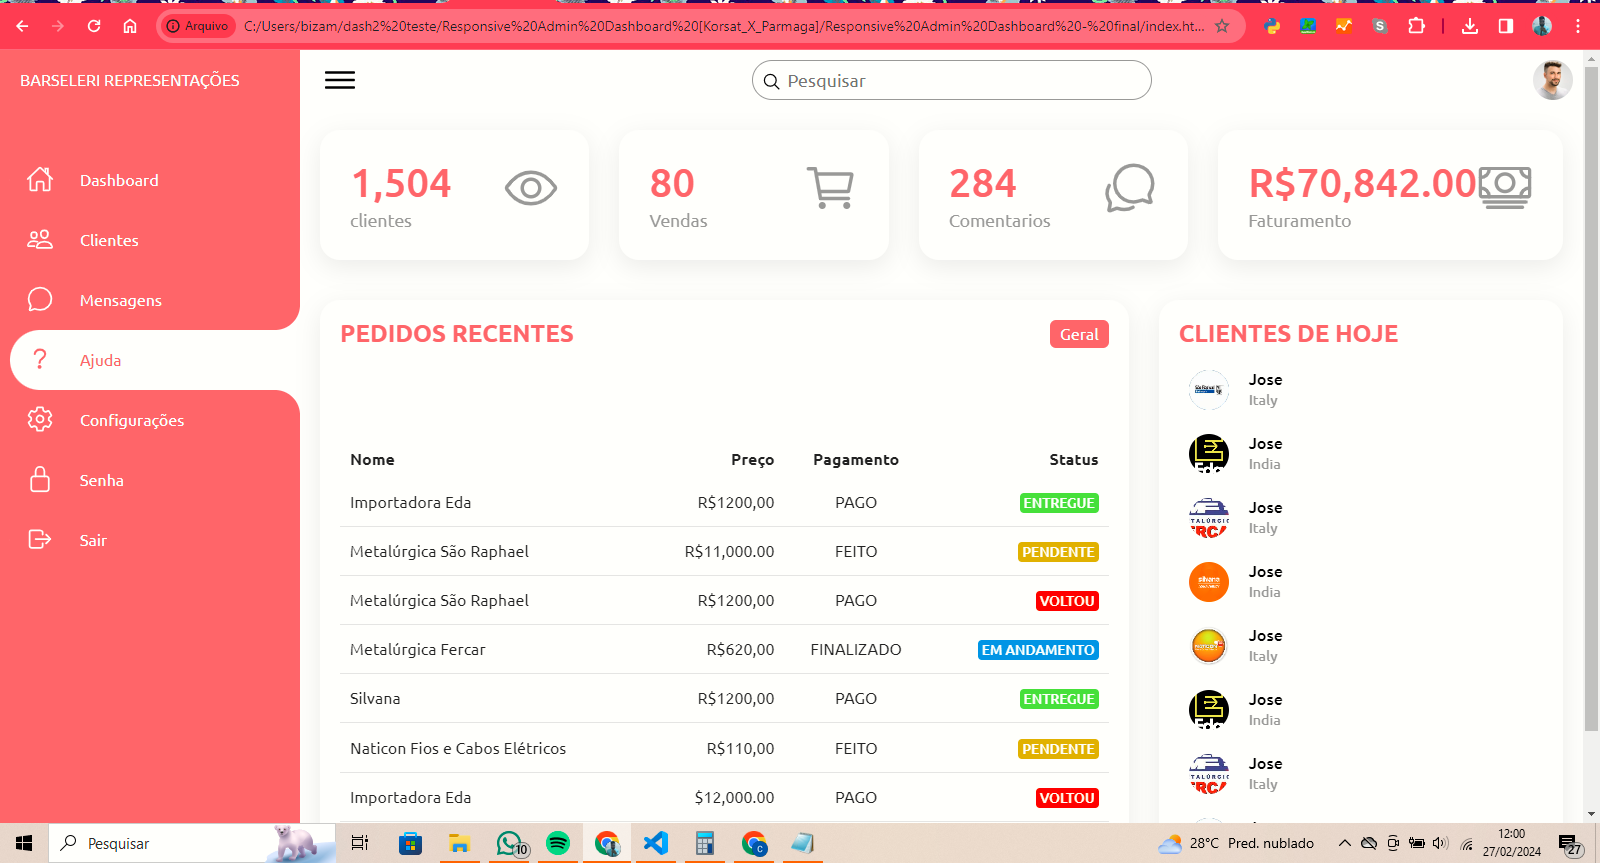 Arquivo
C:/Users/bizam/dash2%20teste/Responsive%20Admin%20Dashboard%20[Korsat_X_Parmaga]/Responsive%20Admin%20Dashboard%20-%20final/index.ht...
BARSELERI REPRESENTAÇÕES
Pesquisar
Dashboard
Clientes
Mensagens
Ajuda
Configurações
Senha
Sair
1,504
clientes
80
Vendas
284
Comentarios
R$70,842.00
Faturamento
PEDIDOS RECENTES
Geral
Nome Preço Pagamento Status
Importadora Eda R$1200,00 PAGO ENTREGUE
Metalúrgica São Raphael R$11,000.00 FEITO PENDENTE
Metalúrgica São Raphael R$1200,00 PAGO VOLTOU
Metalúrgica Fercar R$620,00 FINALIZADO EM ANDAMENTO
Silvana R$1200,00 PAGO ENTREGUE
Naticon Fios e Cabos Elétricos R$110,00 FEITO PENDENTE
Importadora Eda $12,000.00 PAGO VOLTOU
CLIENTES DE HOJE
Jose
Italy
Eda
Jose
India
TALÚRGIC
Jose
Italy
silvana
Jose
Italy
Jose
Italy
Eda
Jose
India
TALÚRGIC
Jose
Italy
Pesquisar
10
28°C Pred. nublado
12:00
27/02/2024
27